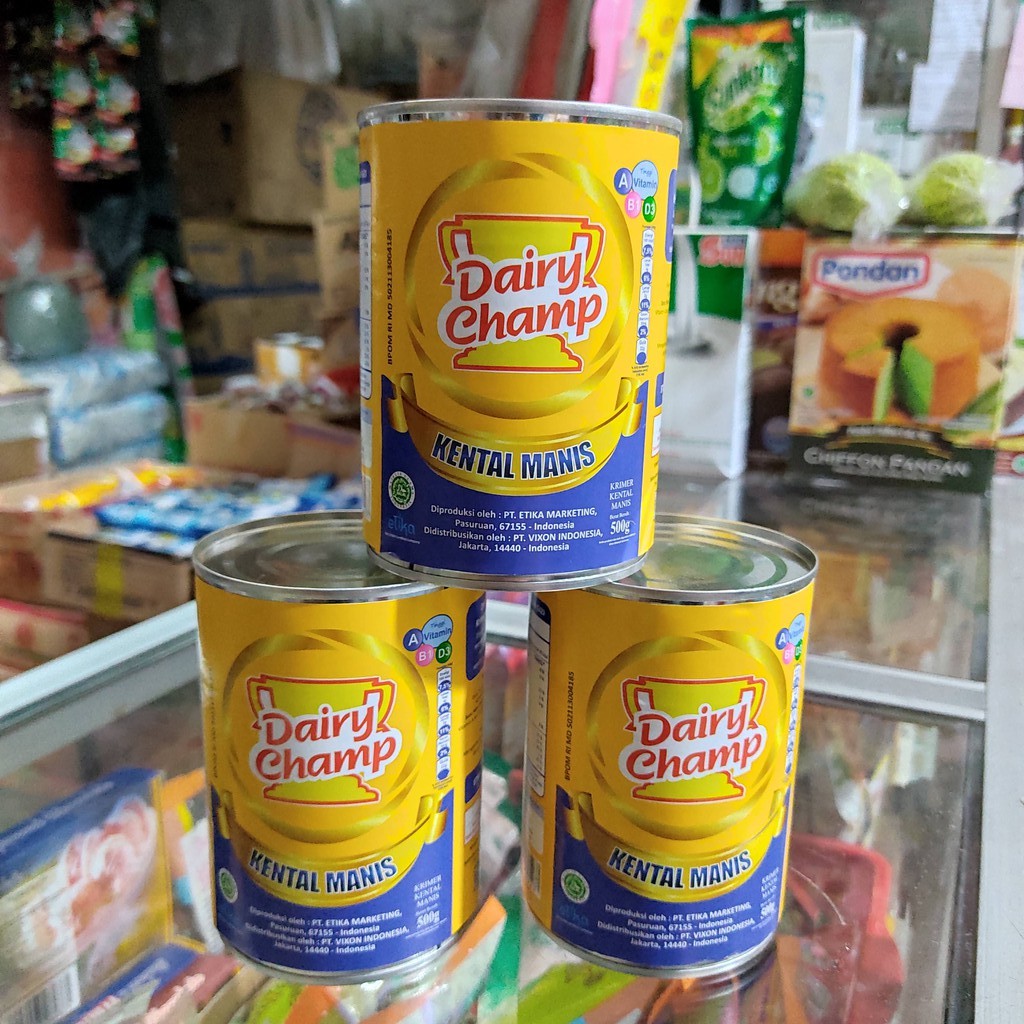 Tinggi
A Vitamin
B1 D3
Dairy
Champ
BPOM RI MD 502113004185
KENTAL MANIS
KRIMER
KENTAL
MANIS
500g
etika
Diproduksi oleh : PT. ETIKA MARKETING,
Pasuruan, 67155 - Indonesia
Didistribusikan oleh : PT. VIXON INDONESIA,
Jakarta, 14440 - Indonesia
Tinggi
A Vitamin
B1 D3
Dairy
Champ
KENTAL MANIS
KRIMER
KENTAL
MANIS
500g
Diproduksi oleh : PT. ETIKA MARKETING,
Pasuruan, 67155 - Indonesia
Didistribusikan oleh : PT. VIXON INDONESIA,
Jakarta, 14440 - Indonesia
A Vitamin
B1
Dairy
Champ
BPOM RI MD 502113004185
KENTAL MANIS
KRIMER
KENTAL
MANIS
500g
Diproduksi oleh : PT. ETIKA MARKETING,
Pasuruan, 67155 - Indonesia
Didistribusikan oleh : PT. VIXON INDONESIA,
Jakarta, 14440 - Indonesia
Sunlight
Pondan
CHIFFON PANDAN